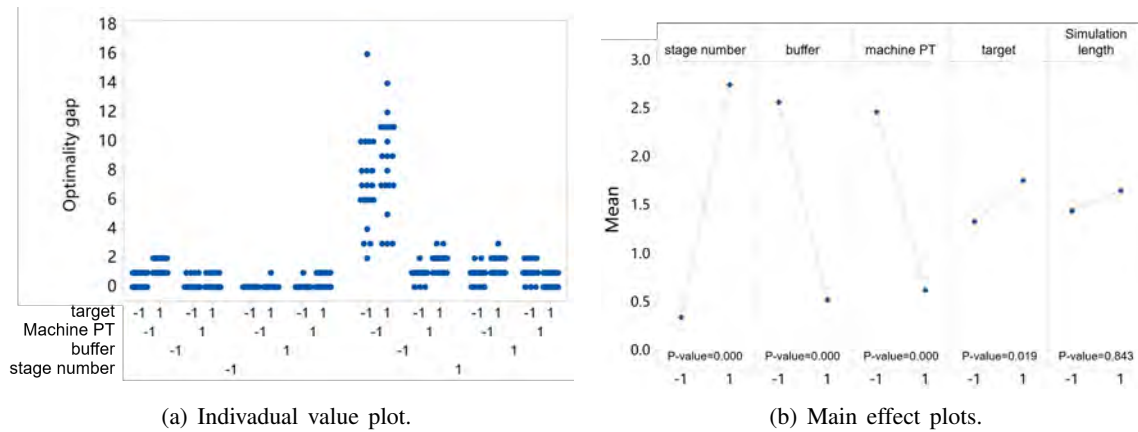 18
16
14
12
10
8
6
4
2
0
Optimality gap
target -1 1 -1 1 -1 1 -1 1 -1 1 -1 1 -1 1 -1 1
Machine PT -1 1 -1 1 -1 1 -1 1
buffer -1 1 -1 1
stage number -1 1
(a) Indivadual value plot.
stage number buffer machine PT target Simulation length
3.0
2.5
2.0
1.5
1.0
0.5
0.0
Mean
P-value=0.000 P-value=0.000 P-value=0.000 P-value=0.019 P-value=0.843
-1 1 -1 1 -1 1 -1 1 -1 1
(b) Main effect plots.